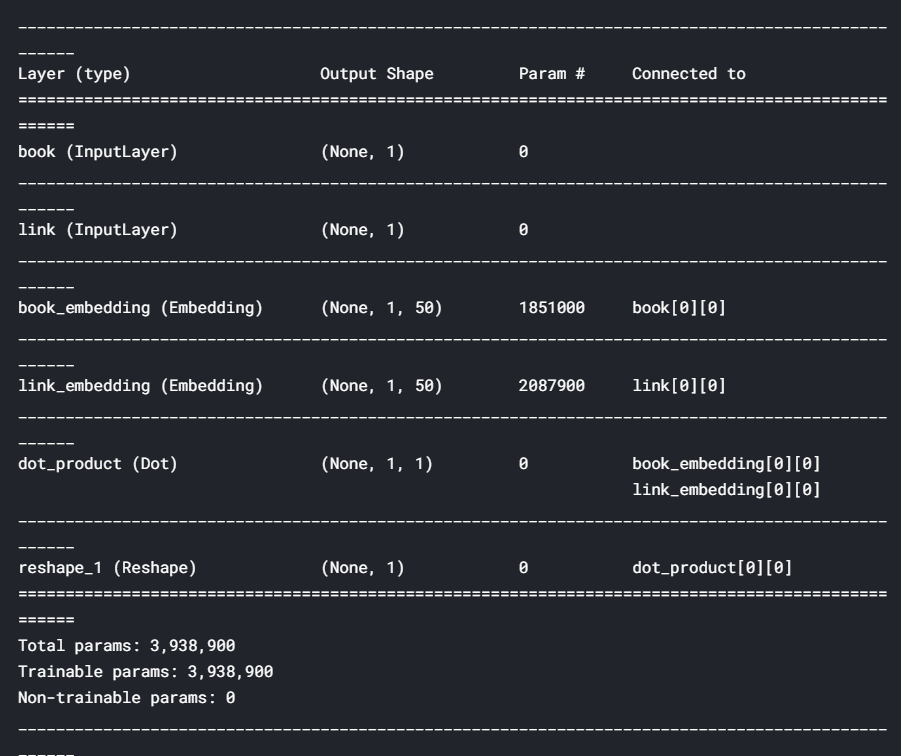 ____________________________________________________________________________________________
______
Layer (type)                    Output Shape         Param #     Connected to
============================================================================================
======
book (InputLayer)               (None, 1)            0
____________________________________________________________________________________________
______
link (InputLayer)               (None, 1)            0
____________________________________________________________________________________________
______
book_embedding (Embedding)      (None, 1, 50)        1851000     book[0][0]
____________________________________________________________________________________________
______
link_embedding (Embedding)      (None, 1, 50)        2087900     link[0][0]
____________________________________________________________________________________________
______
dot_product (Dot)               (None, 1, 1)         0           book_embedding[0][0]
                                                                 link_embedding[0][0]
____________________________________________________________________________________________
______
reshape_1 (Reshape)             (None, 1)            0           dot_product[0][0]
============================================================================================
======
Total params: 3,938,900
Trainable params: 3,938,900
Non-trainable params: 0
____________________________________________________________________________________________
______